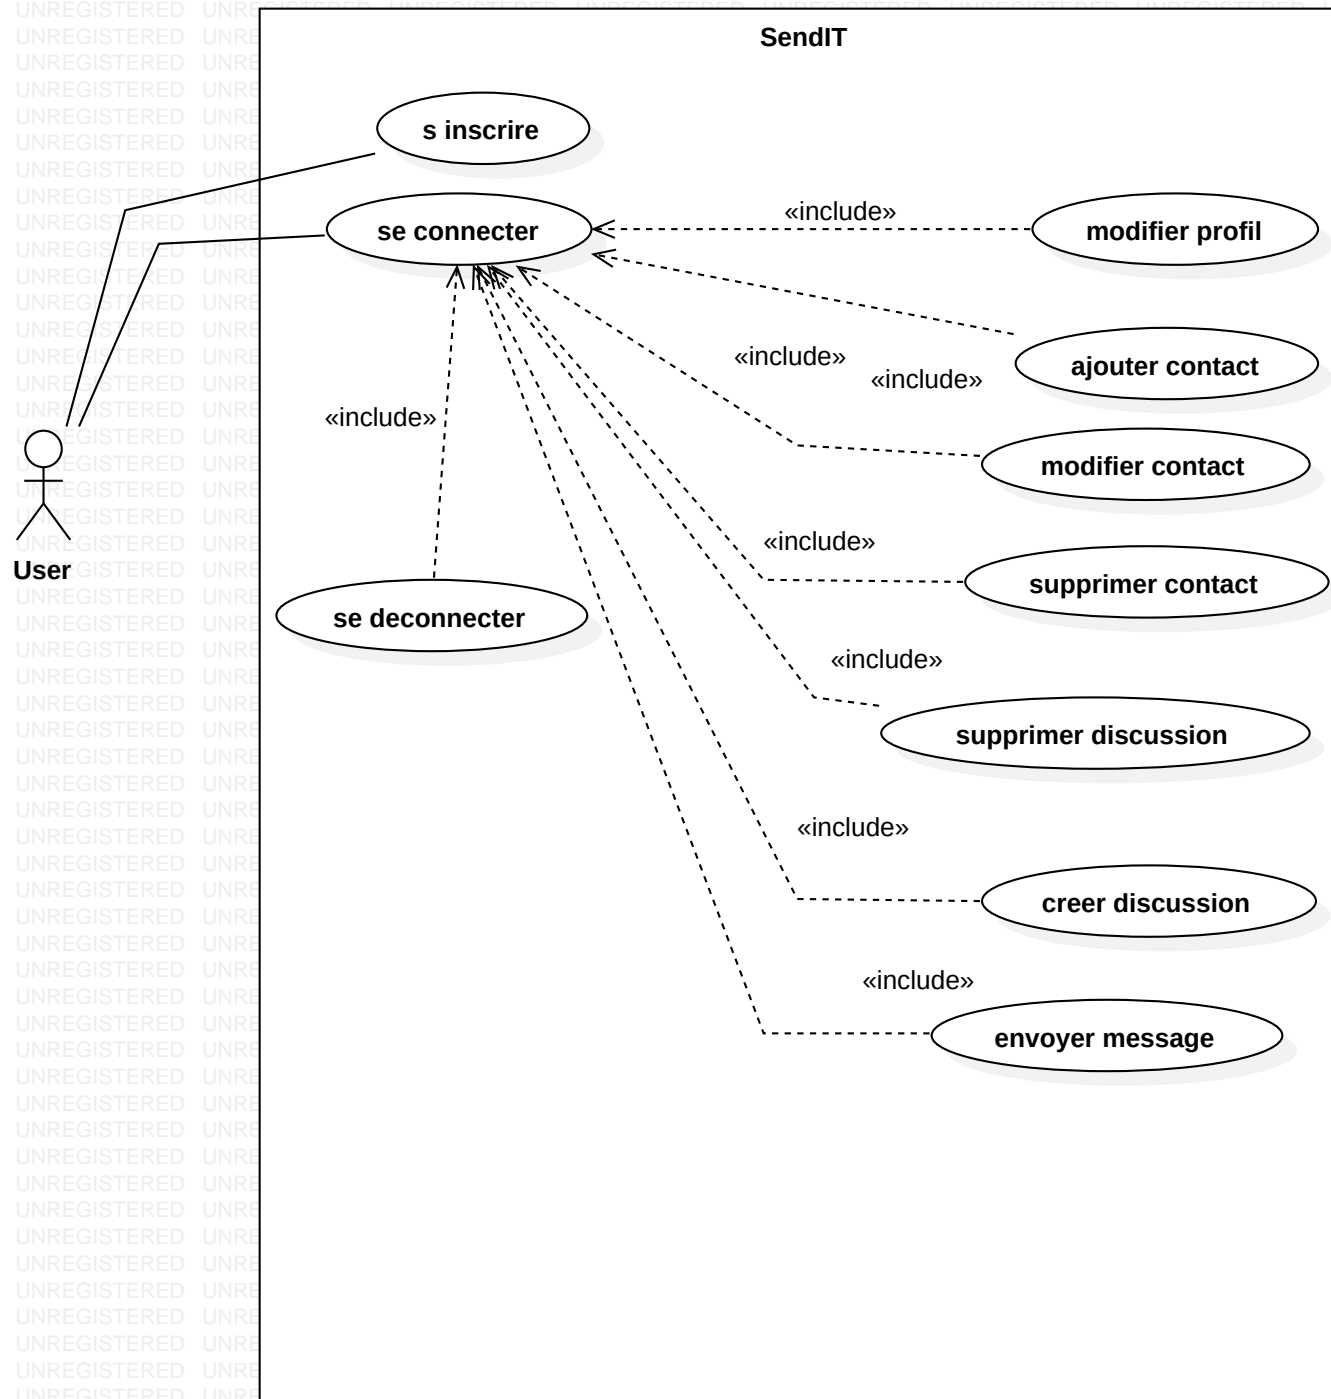 SendIT
s inscrire
se connecter
«include»
modifier profil
«include»
ajouter contact
«include»
«include»
modifier contact
«include»
supprimer contact
User
se deconnecter
«include»
supprimer discussion
«include»
creer discussion
«include»
envoyer message
UNREGISTERED UNREGISTERED